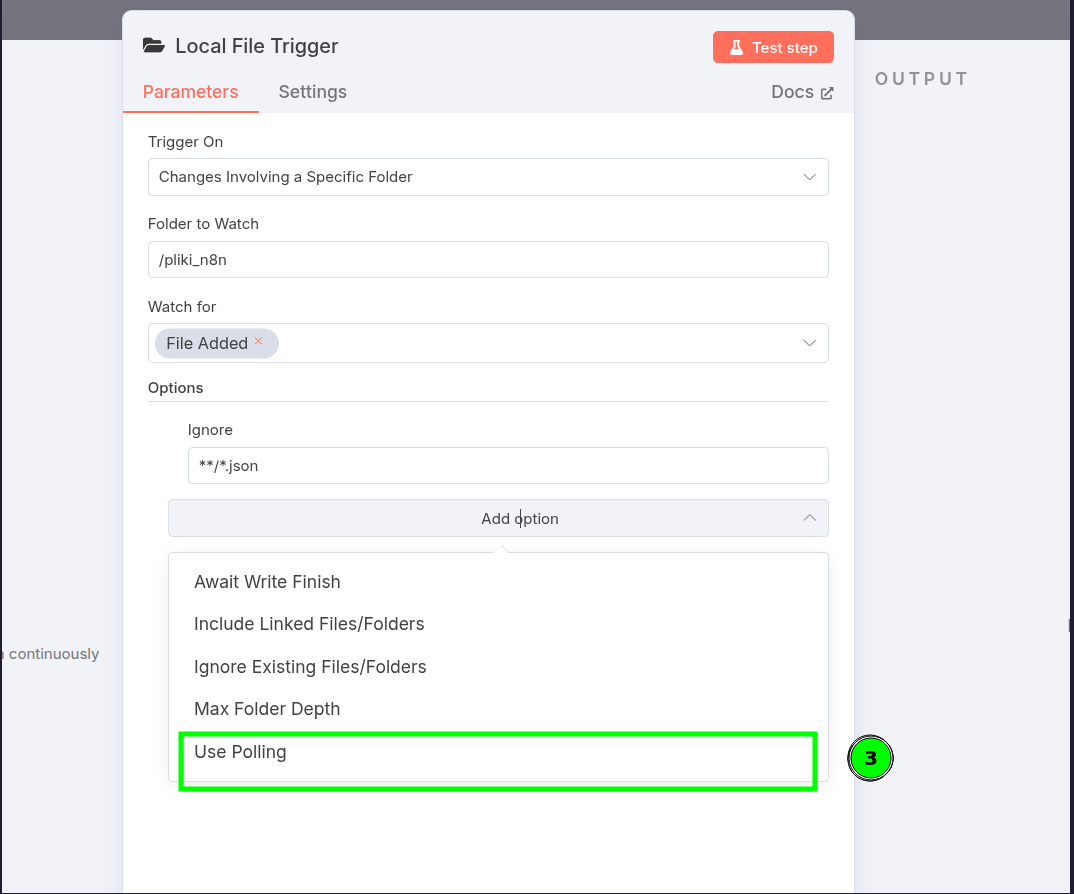 Local File Trigger
Test step
OUTPUT
Parameters
Settings
Docs
Trigger On
Changes Involving a Specific Folder
Folder to Watch
/pliki_n8n
Watch for
File Added
Options
Ignore
**/*.json
Add option
Await Write Finish
Include Linked Files/Folders
continuously
Ignore Existing Files/Folders
Max Folder Depth
Use Polling
3